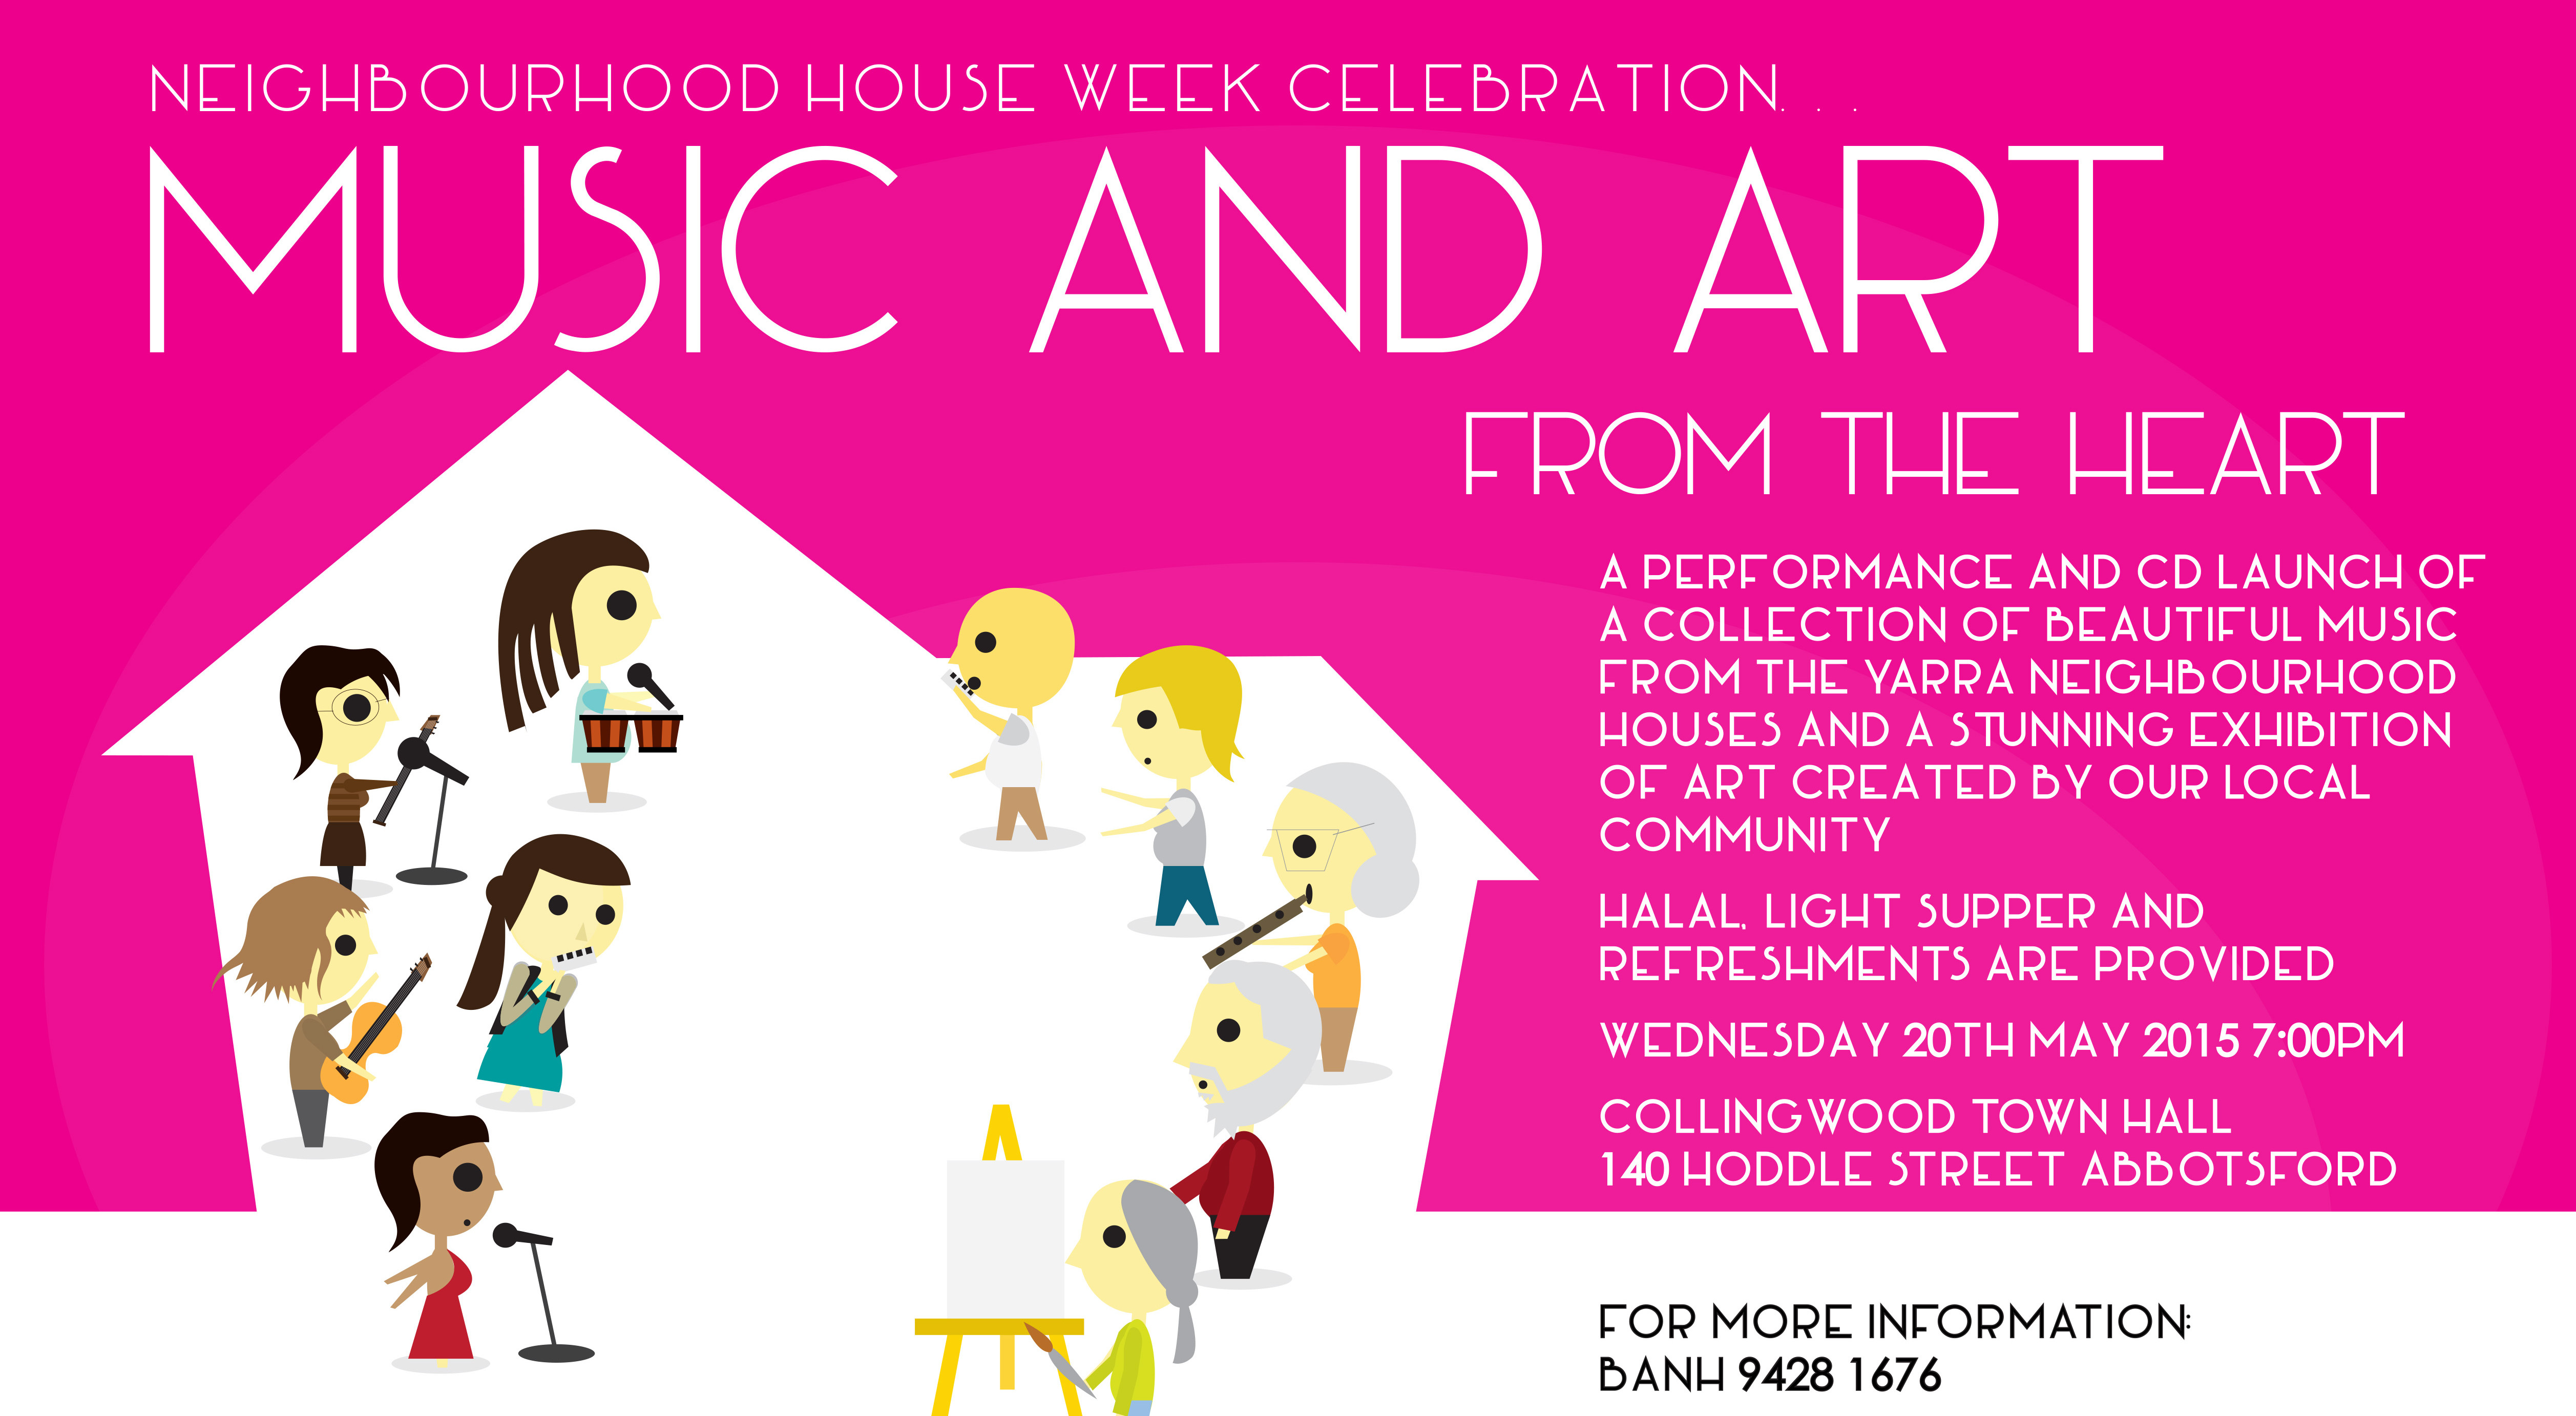 NEIGHBOURHOOD HOUSE WEEK CELEBRATION. . .
MUSIC AND ART
FROM THE HEART
A PERFORMANCE AND CD LAUNCH OF
A COLLECTION OF BEAUTIFUL MUSIC
FROM THE YARRA NEIGHBOURHOOD
HOUSES AND A STUNNING EXHIBITION
OF ART CREATED BY OUR LOCAL
COMMUNITY
HALAL, LIGHT SUPPER AND
REFRESHMENTS ARE PROVIDED
WEDNESDAY 20TH MAY 2015 7:00PM
COLLINGWOOD TOWN HALL
140 HODDLE STREET ABBOTSFORD
FOR MORE INFORMATION:
BANH 9428 1676